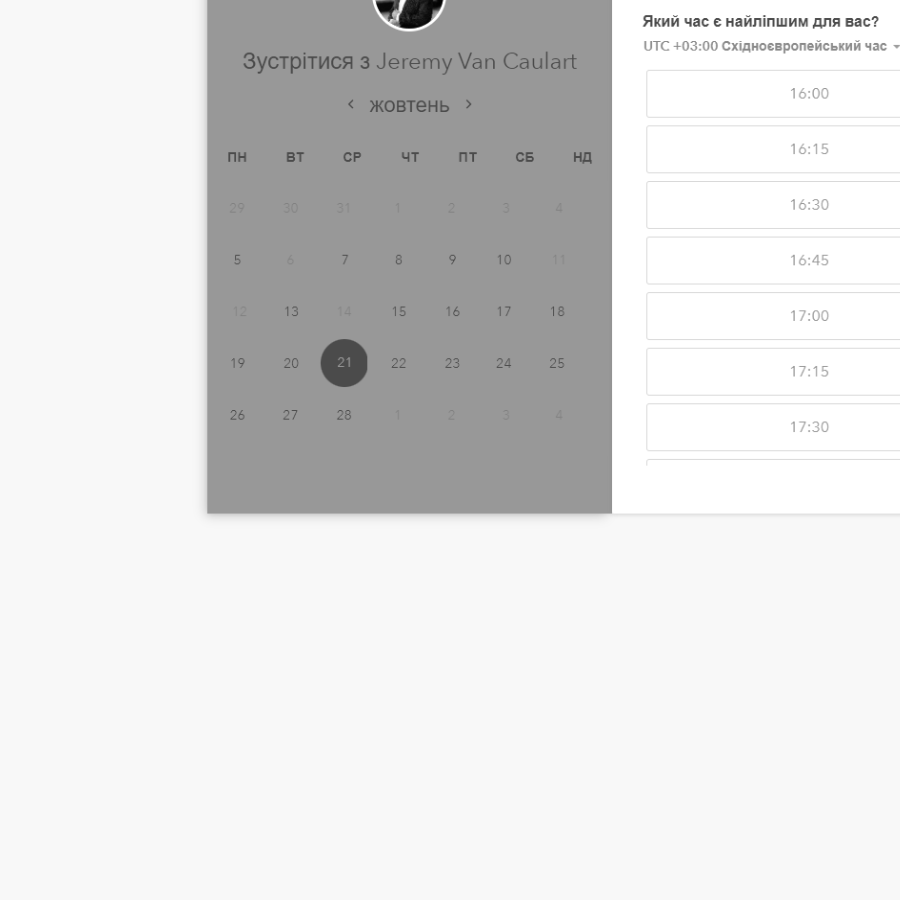 Зустрітися з Jeremy Van Caulart
‹ жовтень ›
ПН ВТ СР ЧТ ПТ СБ НД
29 30 31 1 2 3 4
5 6 7 8 9 10 11
12 13 14 15 16 17 18
19 20 21 22 23 24 25
26 27 28 1 2 3 4
Який час є найліпшим для вас?
UTC +03:00 Східноєвропейський час
16:00
16:15
16:30
16:45
17:00
17:15
17:30